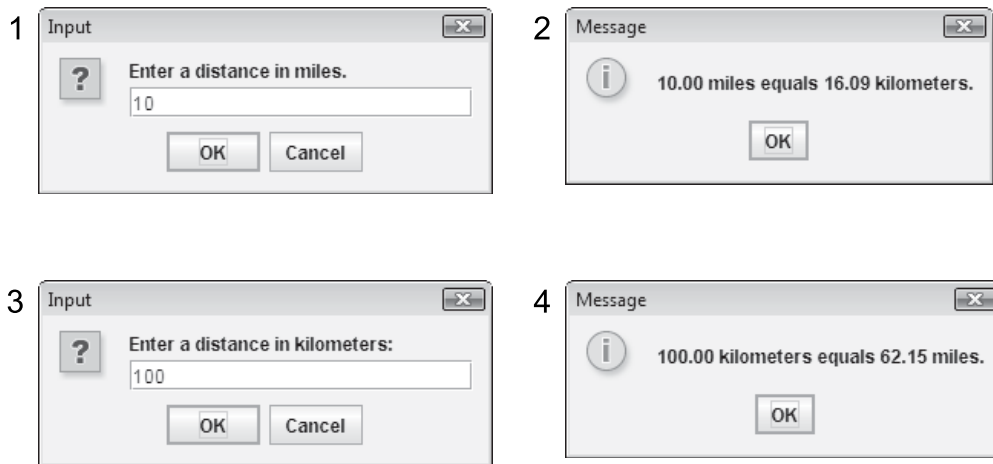 1
Input
Enter a distance in miles.
10
OK Cancel
2
Message
10.00 miles equals 16.09 kilometers.
OK
3
Input
Enter a distance in kilometers:
100
OK Cancel
4
Message
100.00 kilometers equals 62.15 miles.
OK